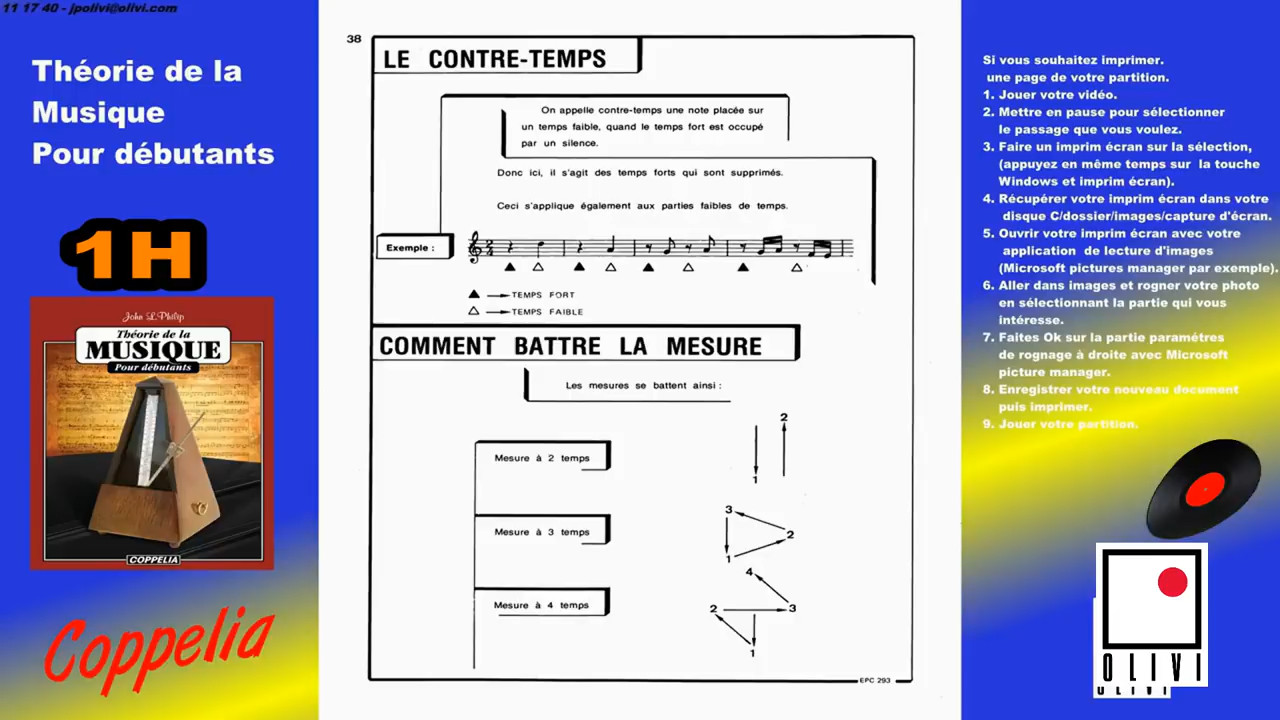 11 17 40 - jpolivi@olivi.com
Théorie de la
Musique
Pour débutants
1H
John L. Philip
Théorie de la
MUSIQUE
Pour débutants
COPPELIA
Coppelia
38
LE CONTRE-TEMPS
On appelle contre-temps une note placée sur
un temps faible, quand le temps fort est occupé
par un silence.
Donc ici, il s'agit des temps forts qui sont supprimés.
Ceci s'applique également aux parties faibles de temps.
Exemple :
2
4
TEMPS FORT
TEMPS FAIBLE
COMMENT BATTRE LA MESURE
Les mesures se battent ainsi :
Mesure à 2 temps
2
1
Mesure à 3 temps
3
2
1
Mesure à 4 temps
4
2
3
1
EPC 293
Si vous souhaitez imprimer.
une page de votre partition.
1. Jouer votre vidéo.
2. Mettre en pause pour sélectionner
le passage que vous voulez.
3. Faire un imprim écran sur la sélection,
(appuyez en même temps sur la touche
Windows et imprim écran).
4. Récupérer votre imprim écran dans votre
disque C/dossier/images/capture d'écran.
5. Ouvrir votre imprim écran avec votre
application de lecture d'images
(Microsoft pictures manager par exemple).
6. Aller dans images et rogner votre photo
en sélectionnant la partie qui vous
intéresse.
7. Faites Ok sur la partie paramétres
de rognage à droite avec Microsoft
picture manager.
8. Enregistrer votre nouveau document
puis imprimer.
9. Jouer votre partition.
OLIVI
OLIVI